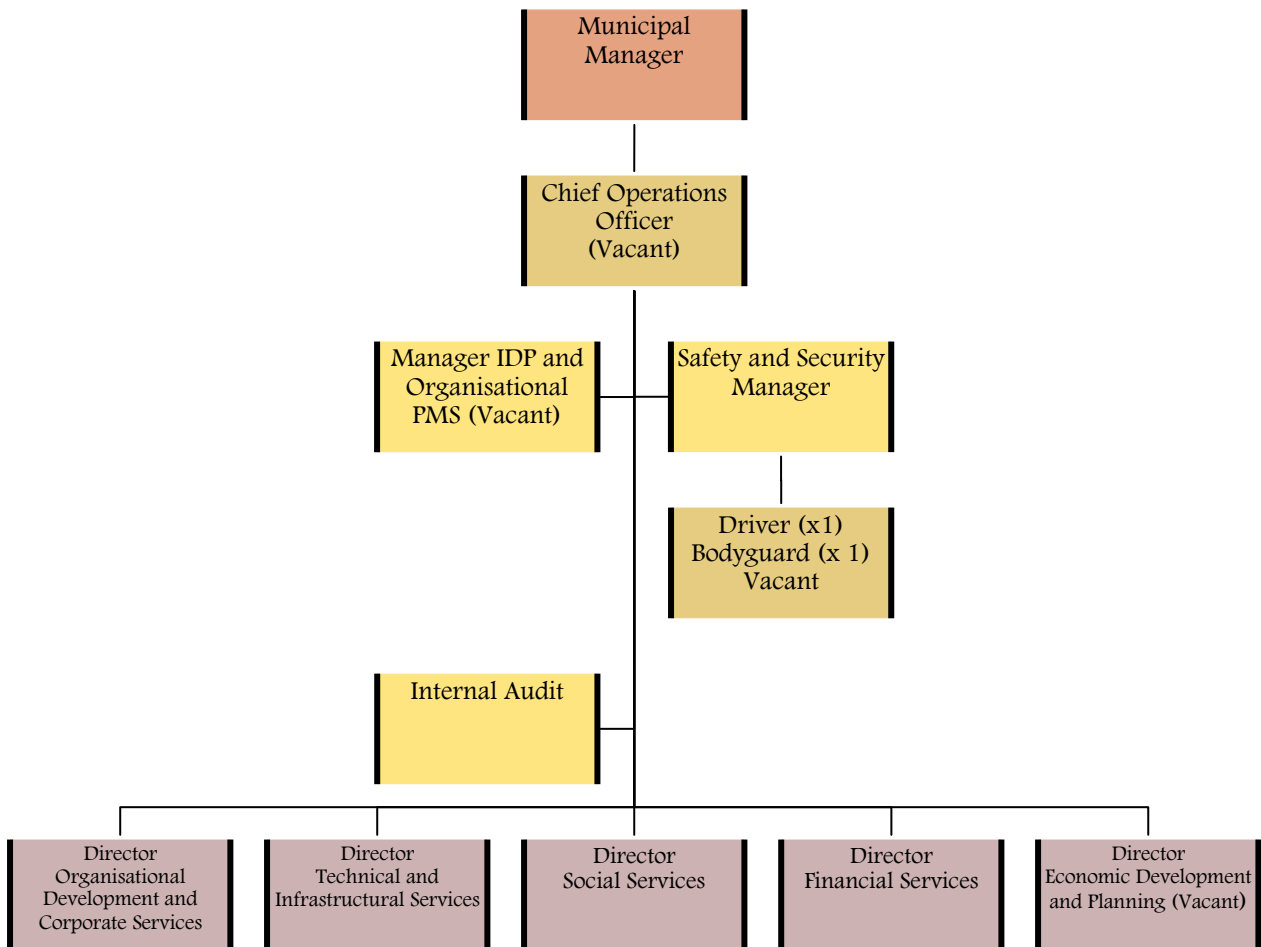 Municipal
Manager
Chief Operations
Officer
(Vacant)
Manager IDP and
Organisational
PMS (Vacant)
Safety and Security
Manager
Driver (x1)
Bodyguard (x 1)
Vacant
Internal Audit
Director
Organisational
Development and
Corporate Services
Director
Technical and
Infrastructural Services
Director
Social Services
Director
Financial Services
Director
Economic Development
and Planning (Vacant)